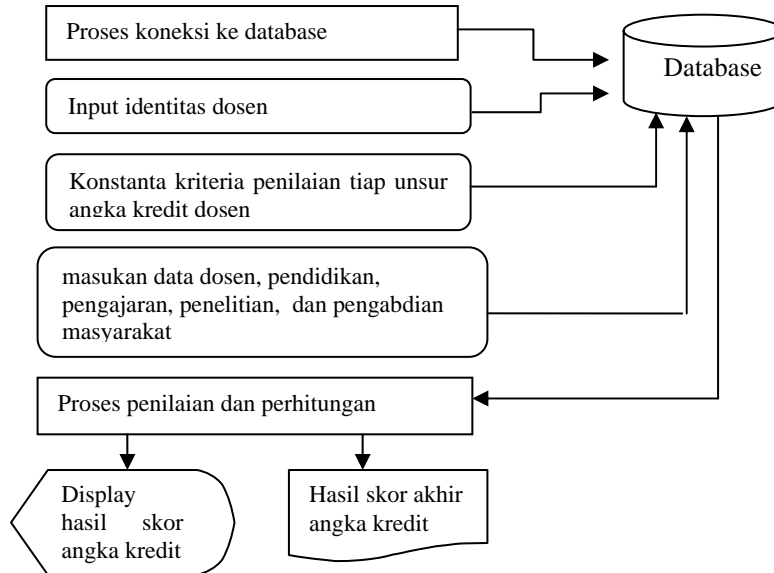 Proses koneksi ke database
Database
Input identitas dosen
Konstanta kriteria penilaian tiap unsur
angka kredit dosen
masukan data dosen, pendidikan,
pengajaran, penelitian, dan pengabdian
masyarakat
Proses penilaian dan perhitungan
Display
hasil skor
angka kredit
Hasil skor akhir
angka kredit